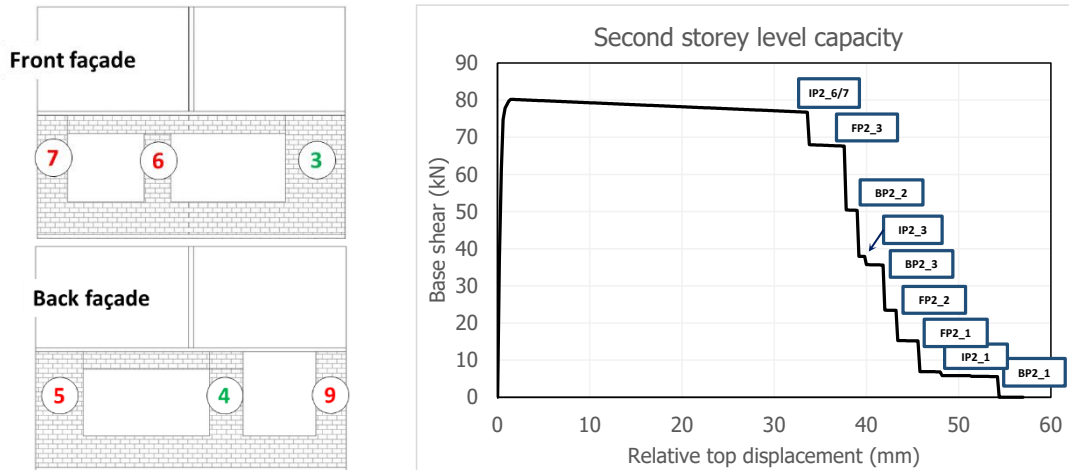 Front façade
7
6
3
Back façade
5
4
9
Second storey level capacity
Base shear (kN)
90
80
70
60
50
40
30
20
10
0
IP2_6/7
FP2_3
BP2_2
IP2_3
BP2_3
FP2_2
FP2_1
IP2_1
BP2_1
0 10 20 30 40 50 60
Relative top displacement (mm)